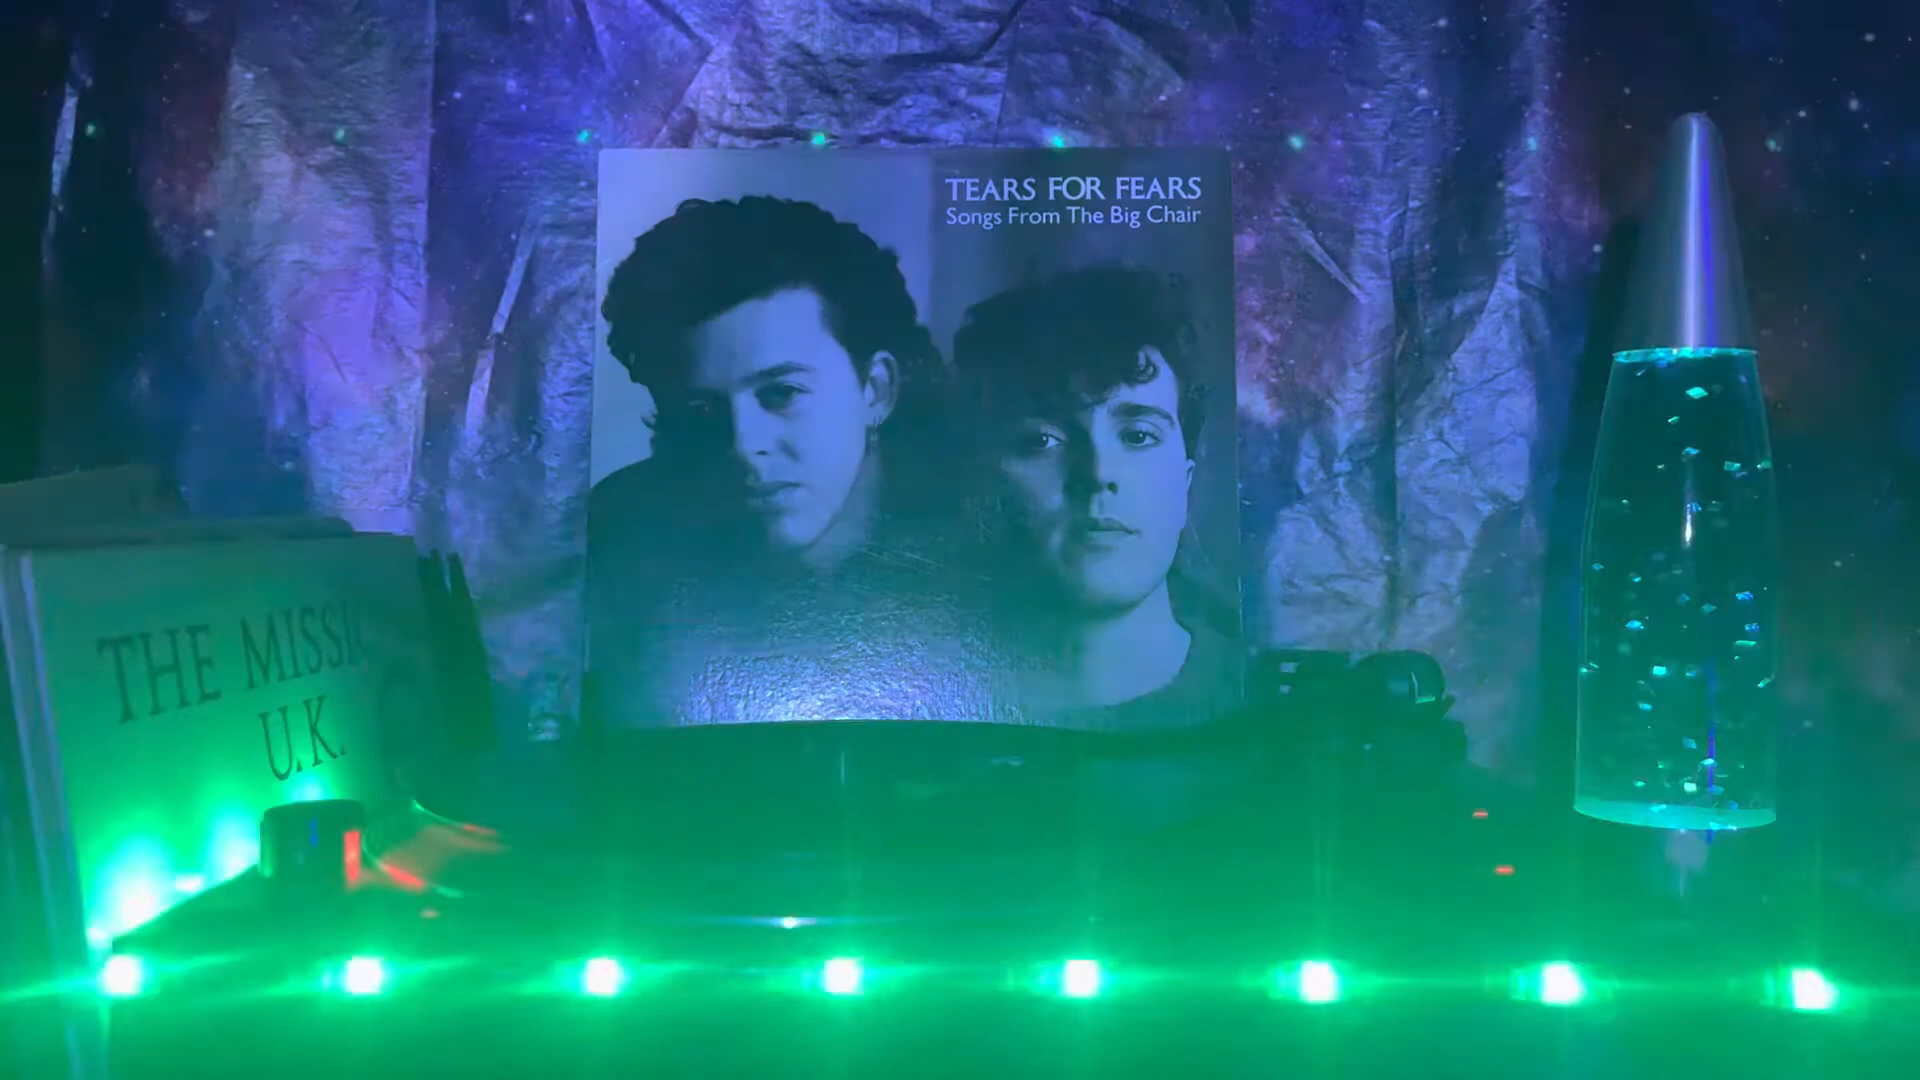 TEARS FOR FEARS
Songs From The Big Chair
THE MISSI
U.K.